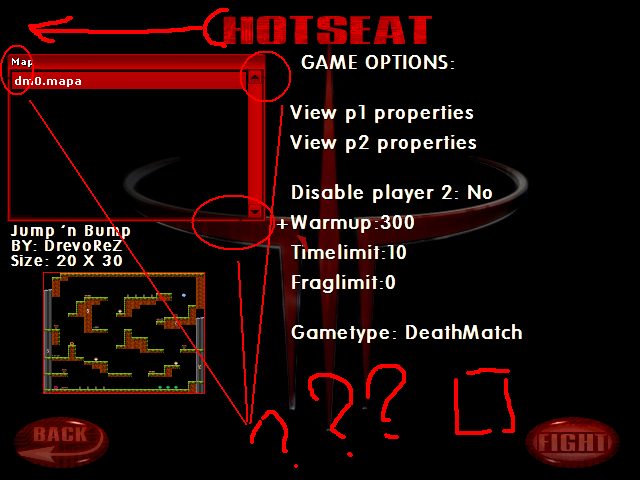 HOTSEAT
Map
GAME OPTIONS:
dm0.mapa
View p1 properties
View p2 properties
Disable player 2: No
+Warmup:300
Jump 'n Bump
BY: DrevoReZ
Timelimit:10
Size: 20 X 30
Fraglimit:0
Gametype: DeathMatch
? ? ?
BACK
FIGHT